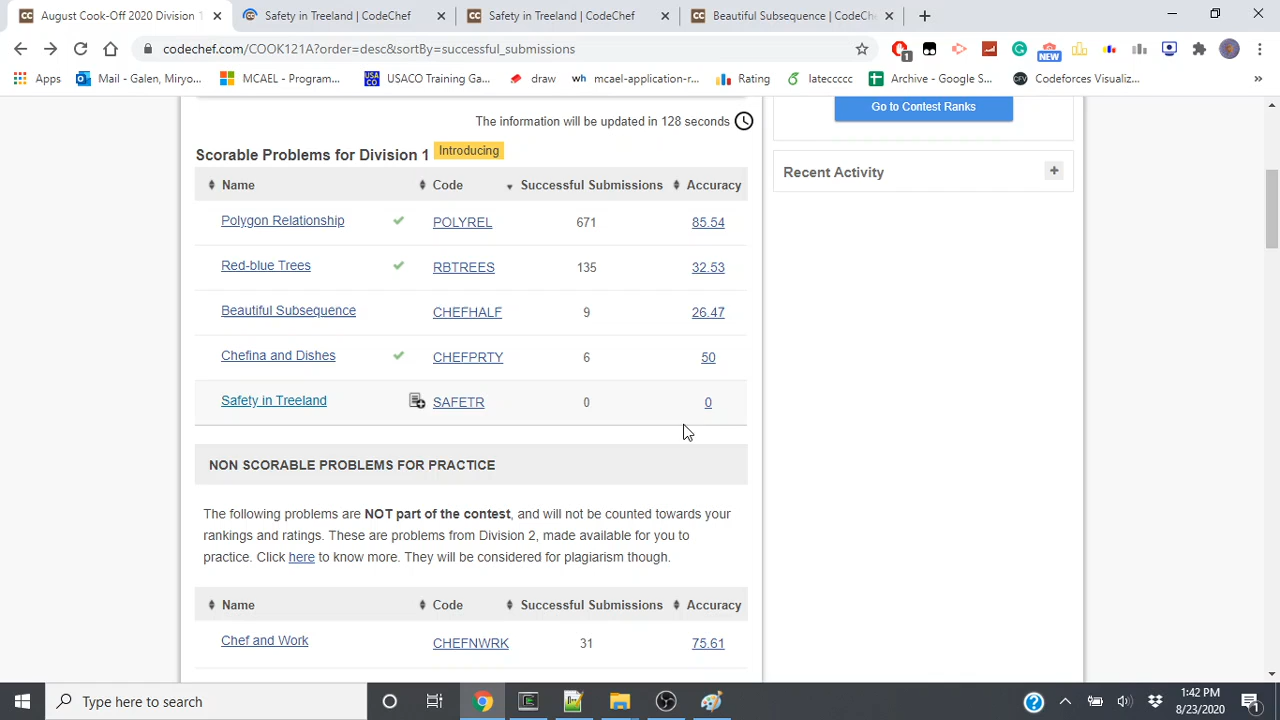 August Cook-Off 2020 Division
Safety in Treeland | CodeChef
Safety in Treeland | CodeChef
Beautiful Subsequence | CodeChe
codechef.com/COOK121A?order=desc&sortBy=successful_submissions
1
NEW
Apps
Mail - Galen, Miryo...
MCAEL - Program...
USACO Training Ga...
draw
wh mcael-application-r...
Rating
lateccccc
Archive - Google S...
Codeforces Visualiz...
»
Go to Contest Ranks
The information will be updated in 128 seconds
Scorable Problems for Division 1 Introducing
Recent Activity
Name Code Successful Submissions Accuracy
Polygon Relationship POLYREL 671 85.54
Red-blue Trees RBTREES 135 32.53
Beautiful Subsequence CHEFHALF 9 26.47
Chefina and Dishes CHEFPRTY 6 50
Safety in Treeland SAFETR 0 0
NON SCORABLE PROBLEMS FOR PRACTICE
The following problems are NOT part of the contest, and will not be counted towards your
rankings and ratings. These are problems from Division 2, made available for you to
practice. Click here to know more. They will be considered for plagiarism though.
Name Code Successful Submissions Accuracy
Chef and Work CHEFNWRK 31 75.61
Type here to search
1:42 PM
8/23/2020
1